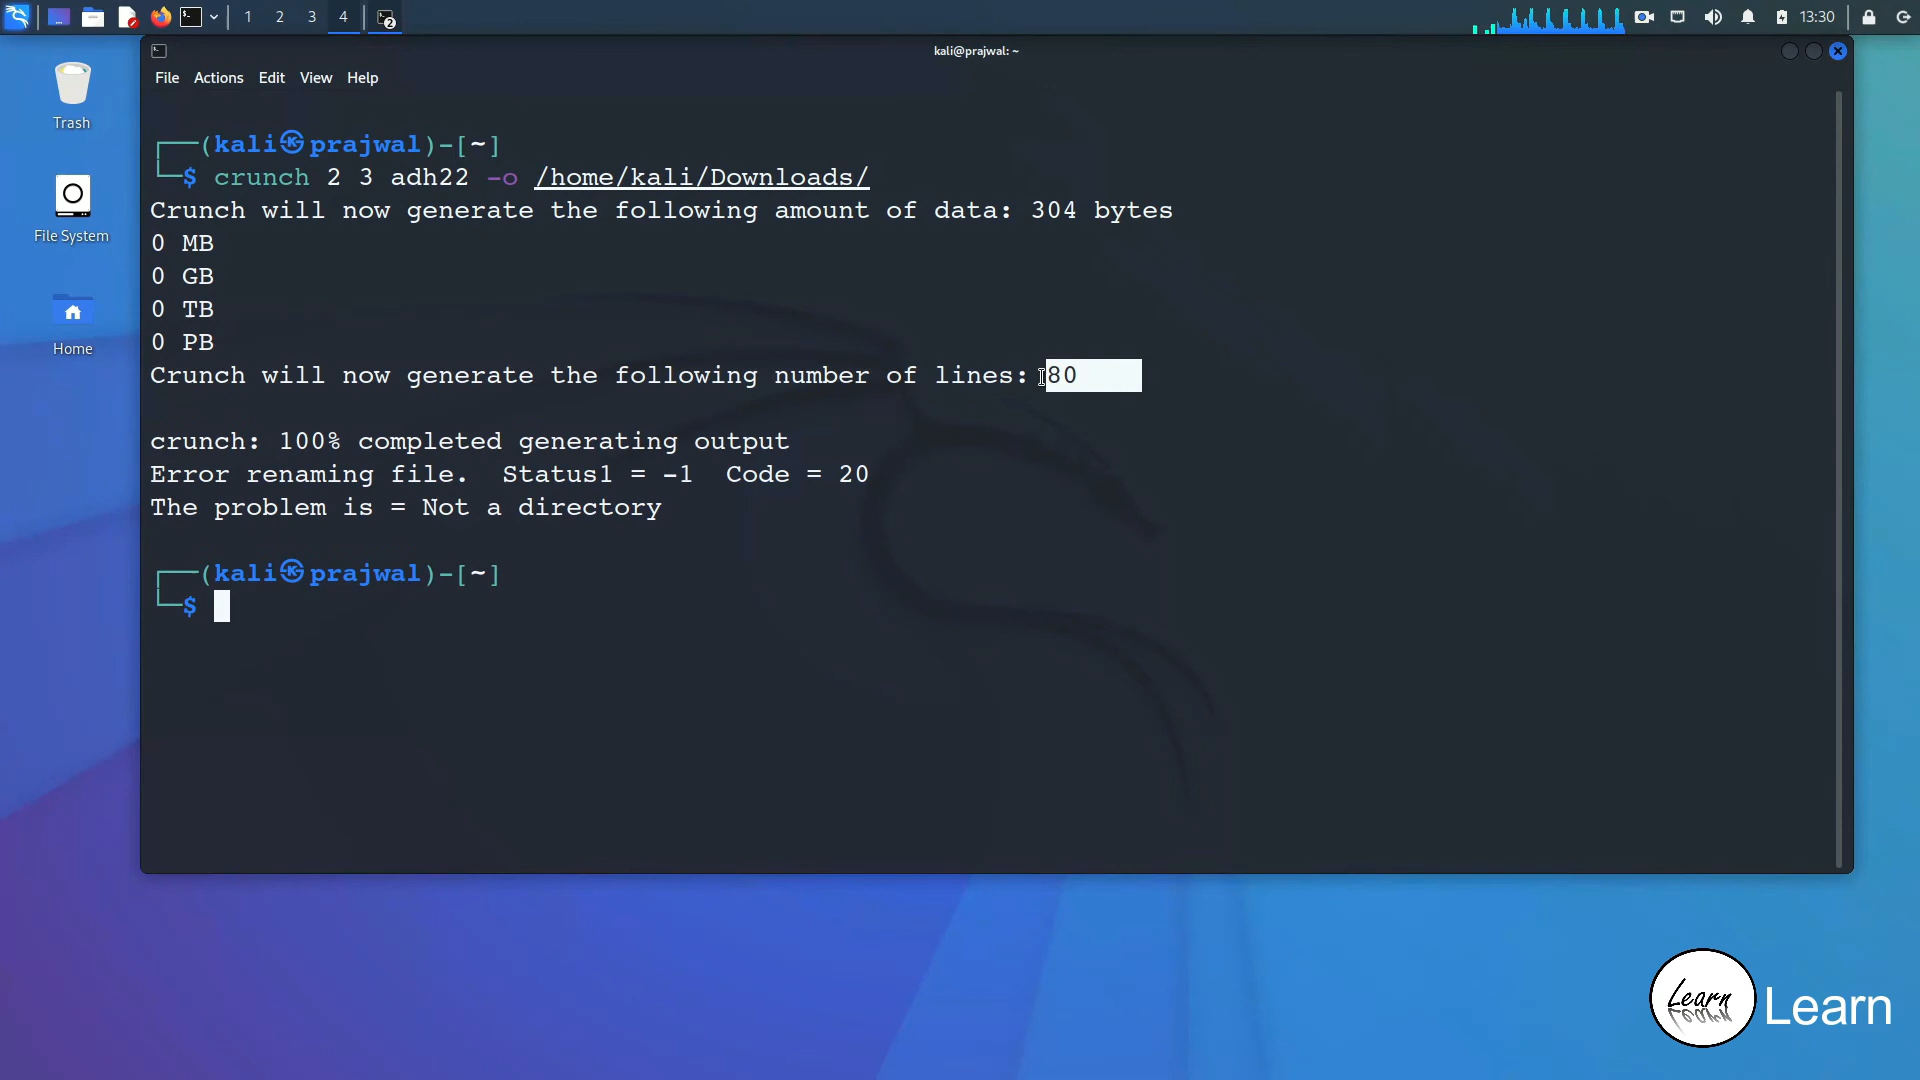 1 2 3 4 2 13:30
kali@prajwal: ~
File Actions Edit View Help
Trash
File System
Home
┌──(kali㉿prajwal)-[~]
└─$ crunch 2 3 adh22 -o /home/kali/Downloads/
Crunch will now generate the following amount of data: 304 bytes
0 MB
0 GB
0 TB
0 PB
Crunch will now generate the following number of lines: 80
crunch: 100% completed generating output
Error renaming file.  Status1 = -1  Code = 20
The problem is = Not a directory
┌──(kali㉿prajwal)-[~]
└─$
Learn
Touch
Learn